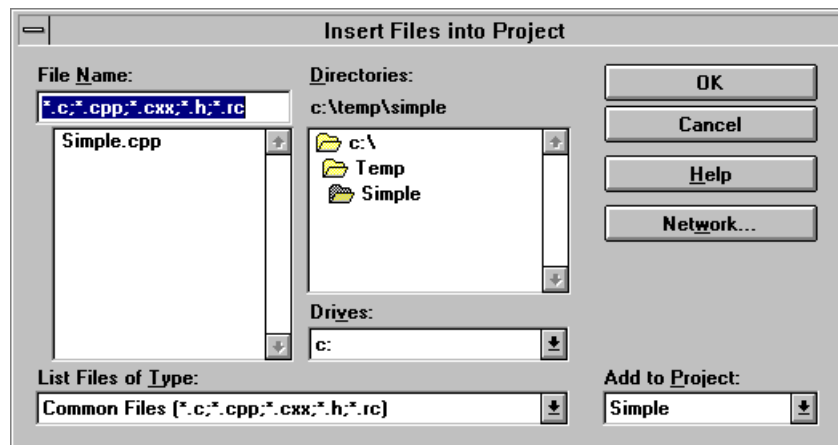 Insert Files into Project
File Name:
*.c;*.cpp;*.cxx;*.h;*.rc
Simple.cpp
Directories:
c:\temp\simple
c:\
Temp
Simple
Drives:
c:
OK
Cancel
Help
Network...
List Files of Type:
Common Files (*.c;*.cpp;*.cxx;*.h;*.rc)
Add to Project:
Simple